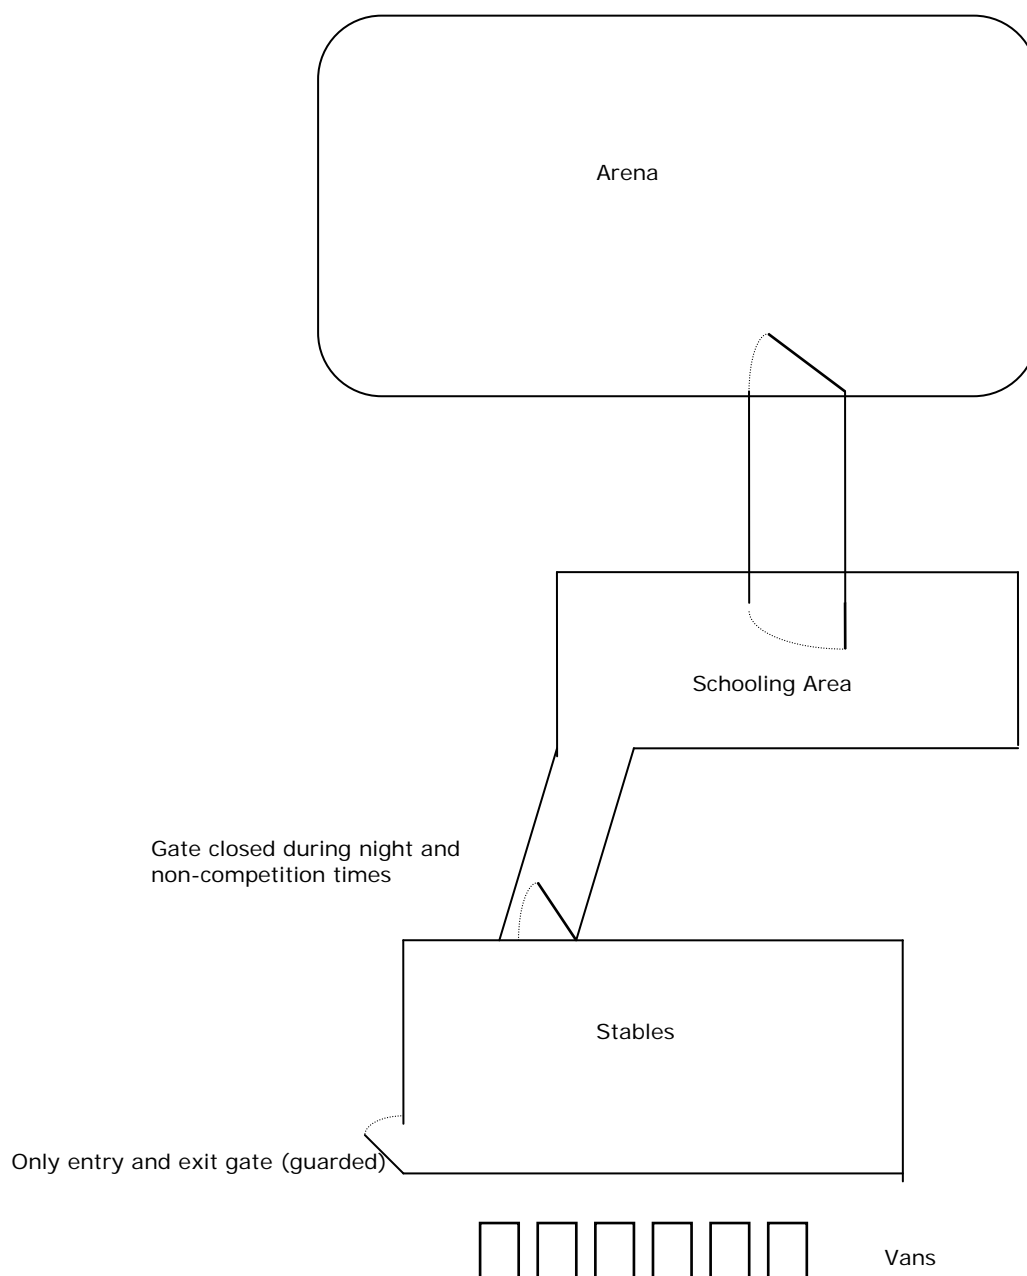 Arena
Schooling Area
Gate closed during night and
non-competition times
Stables
Only entry and exit gate (guarded)
Vans